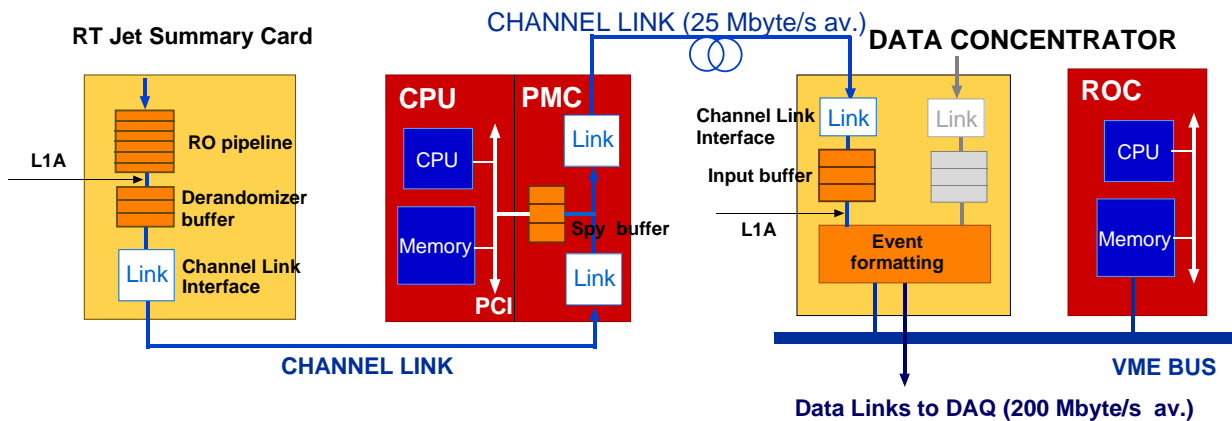 CHANNEL LINK (25 Mbyte/s av.)
RT Jet Summary Card
DATA CONCENTRATOR
CPU
PMC
ROC
RO pipeline
L1A
Derandomizer
buffer
Link
Channel Link
Interface
CPU
Memory
PCI
Link
Spy buffer
Link
CHANNEL LINK
Channel Link
Interface
Link
Link
Input buffer
L1A
Event
formatting
CPU
Memory
VME BUS
Data Links to DAQ (200 Mbyte/s av.)